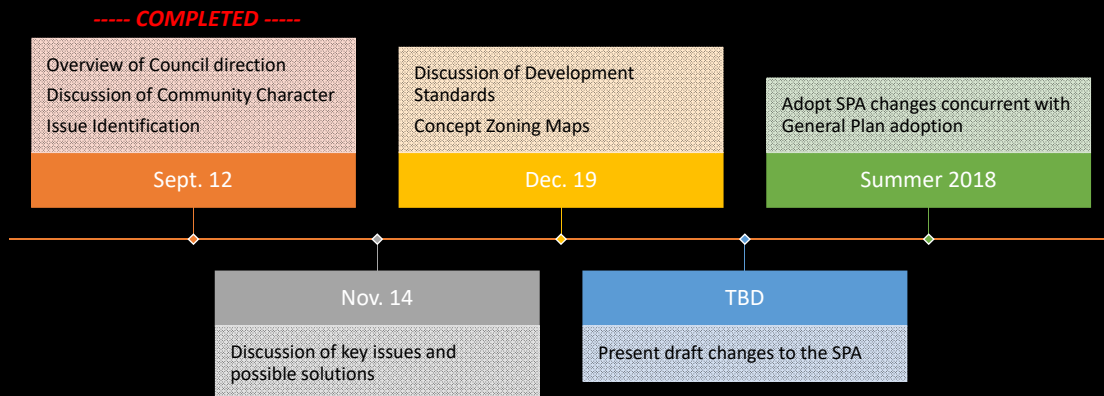 ----- COMPLETED -----
Overview of Council direction
Discussion of Community Character
Issue Identification
Sept. 12
Nov. 14
Discussion of key issues and
possible solutions
Discussion of Development
Standards
Concept Zoning Maps
Dec. 19
TBD
Present draft changes to the SPA
Adopt SPA changes concurrent with
General Plan adoption
Summer 2018